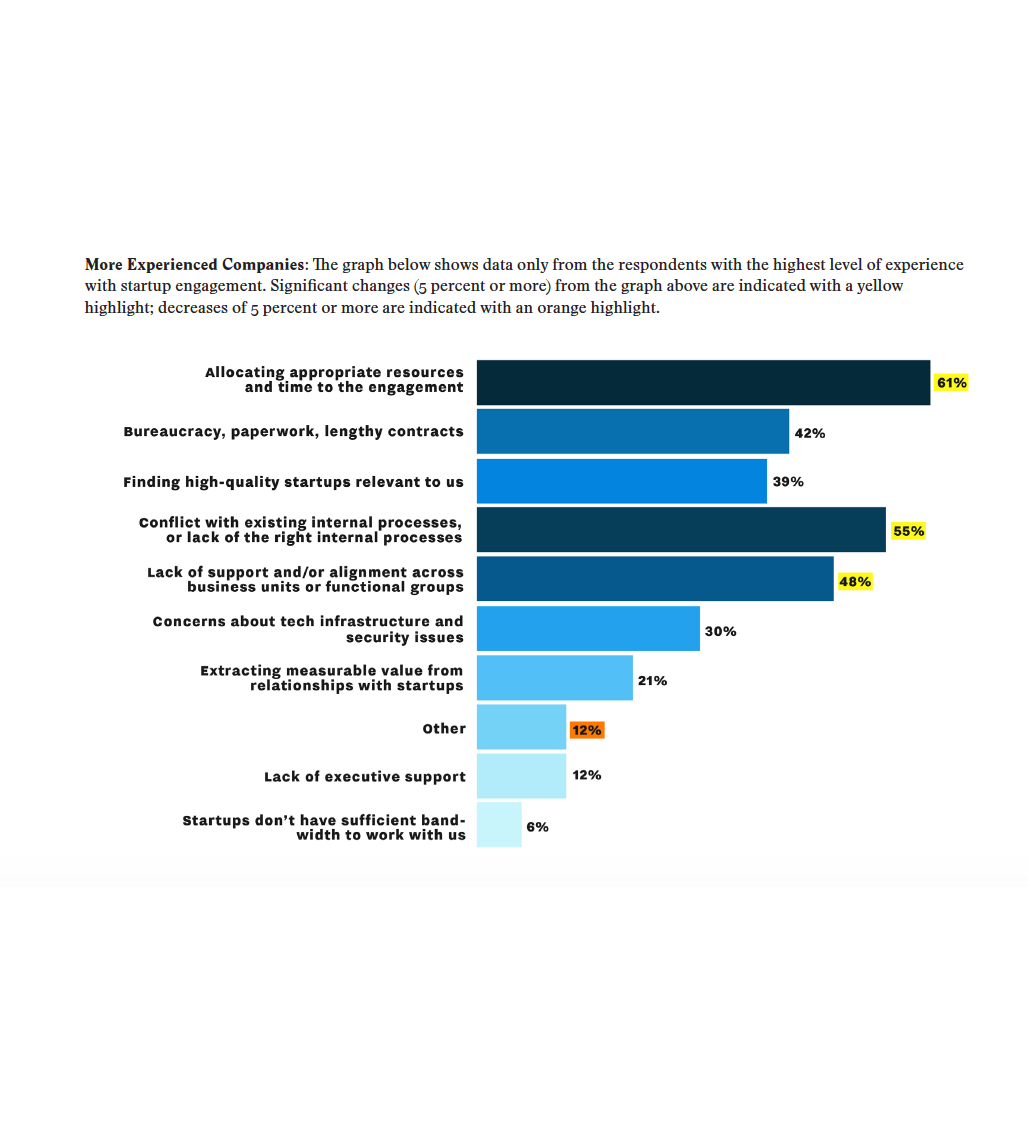 More Experienced Companies: The graph below shows data only from the respondents with the highest level of experience
with startup engagement. Significant changes (5 percent or more) from the graph above are indicated with a yellow
highlight; decreases of 5 percent or more are indicated with an orange highlight.
Allocating appropriate resources
and time to the engagement
61%
Bureaucracy, paperwork, lengthy contracts
42%
Finding high-quality startups relevant to us
39%
Conflict with existing internal processes,
or lack of the right internal processes
55%
Lack of support and/or alignment across
business units or functional groups
48%
Concerns about tech infrastructure and
security issues
30%
Extracting measurable value from
relationships with startups
21%
Other
12%
Lack of executive support
12%
Startups don’t have sufficient band-
width to work with us
6%